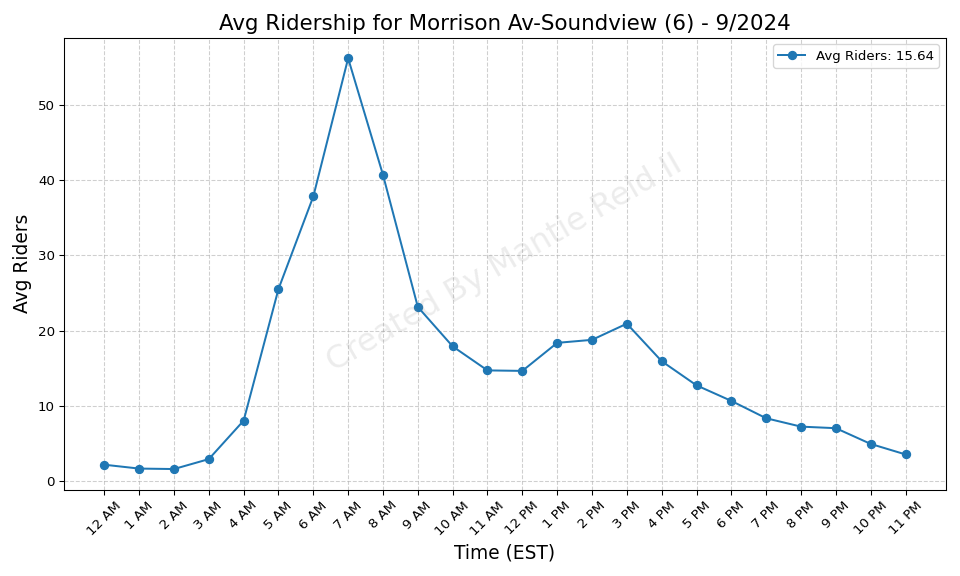 Avg Ridership for Morrison Av-Soundview (6) - 9/2024
Avg Riders: 15.64
Avg Riders
50
40
30
20
10
0
Created By Mantie Reid II
12 AM
1 AM
2 AM
3 AM
4 AM
5 AM
6 AM
7 AM
8 AM
9 AM
10 AM
11 AM
12 PM
1 PM
2 PM
3 PM
4 PM
5 PM
6 PM
7 PM
8 PM
9 PM
10 PM
11 PM
Time (EST)